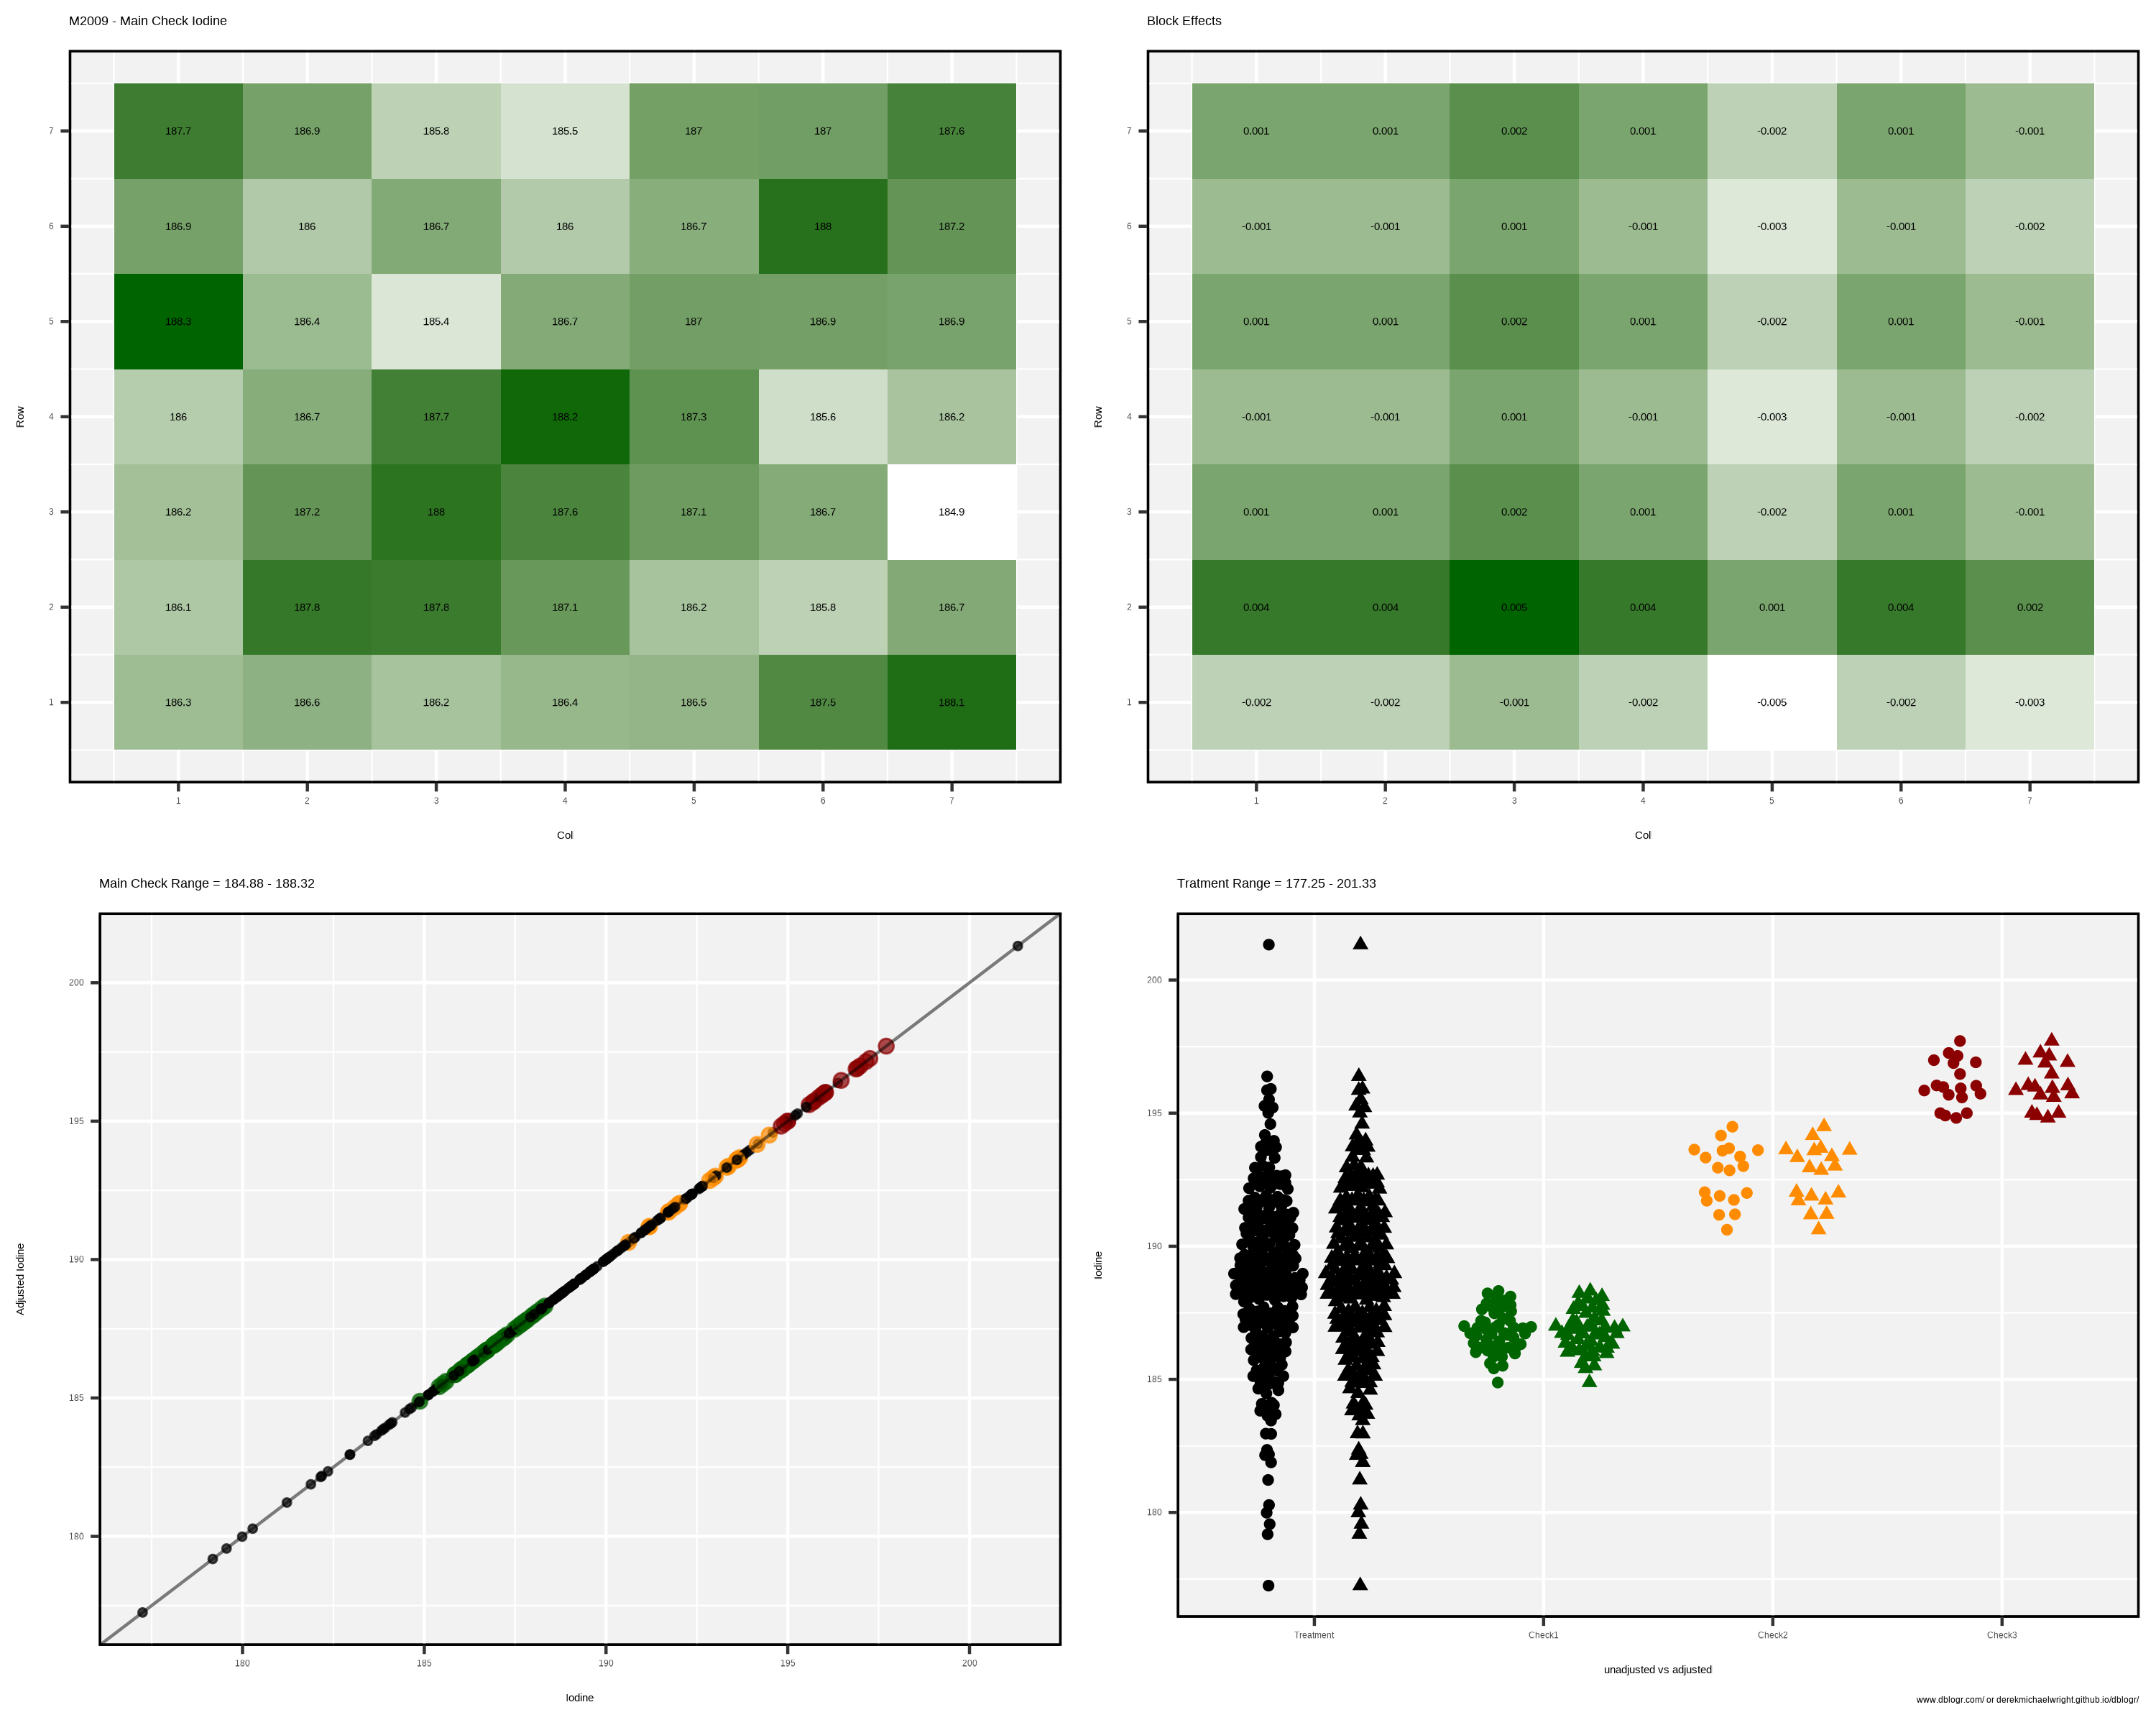 M2009 - Main Check Iodine
7 187.7 186.9 185.8 185.5 187 187 187.6
6 186.9 186 186.7 186 186.7 188 187.2
5 188.3 186.4 185.4 186.7 187 186.9 186.9
4 186 186.7 187.7 188.2 187.3 185.6 186.2
3 186.2 187.2 188 187.6 187.1 186.7 184.9
2 186.1 187.8 187.8 187.1 186.2 185.8 186.7
1 186.3 186.6 186.2 186.4 186.5 187.5 188.1
Row
1 2 3 4 5 6 7
Col
Block Effects
7 0.001 0.001 0.002 0.001 -0.002 0.001 -0.001
6 -0.001 -0.001 0.001 -0.001 -0.003 -0.001 -0.002
5 0.001 0.001 0.002 0.001 -0.002 0.001 -0.001
4 -0.001 -0.001 0.001 -0.001 -0.003 -0.001 -0.002
3 0.001 0.001 0.002 0.001 -0.002 0.001 -0.001
2 0.004 0.004 0.005 0.004 0.001 0.004 0.002
1 -0.002 -0.002 -0.001 -0.002 -0.005 -0.002 -0.003
Row
1 2 3 4 5 6 7
Col
Main Check Range = 184.88 - 188.32
200
195
190
185
180
Adjusted Iodine
180 185 190 195 200
Iodine
Tratment Range = 177.25 - 201.33
200
195
190
185
180
Iodine
Treatment Check1 Check2 Check3
unadjusted vs adjusted
www.dblogr.com/ or derekmichaelwright.github.io/dblogr/